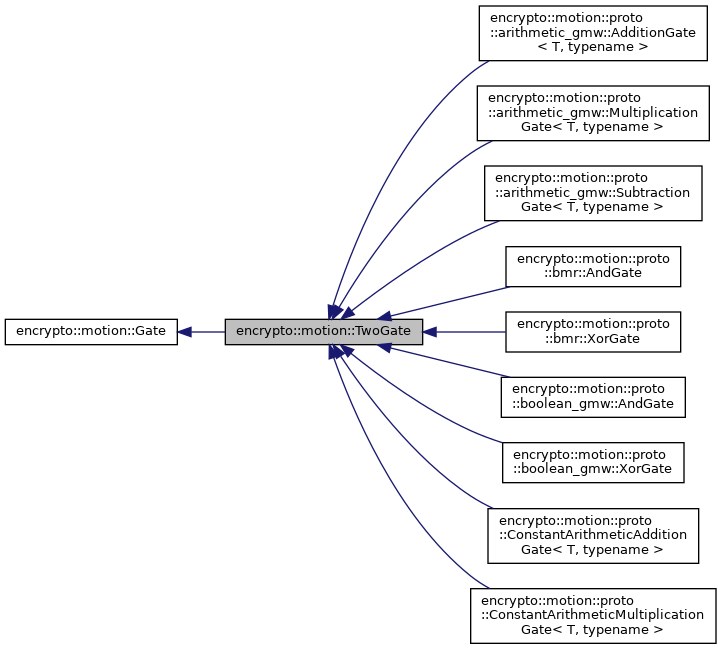 encrypto::motion::proto
::arithmetic_gmw::AdditionGate
< T, typename >
encrypto::motion::proto
::arithmetic_gmw::Multiplication
Gate< T, typename >
encrypto::motion::proto
::arithmetic_gmw::Subtraction
Gate< T, typename >
encrypto::motion::proto
::bmr::AndGate
encrypto::motion::Gate
encrypto::motion::TwoGate
encrypto::motion::proto
::bmr::XorGate
encrypto::motion::proto
::boolean_gmw::AndGate
encrypto::motion::proto
::boolean_gmw::XorGate
encrypto::motion::proto
::ConstantArithmeticAddition
Gate< T, typename >
encrypto::motion::proto
::ConstantArithmeticMultiplication
Gate< T, typename >